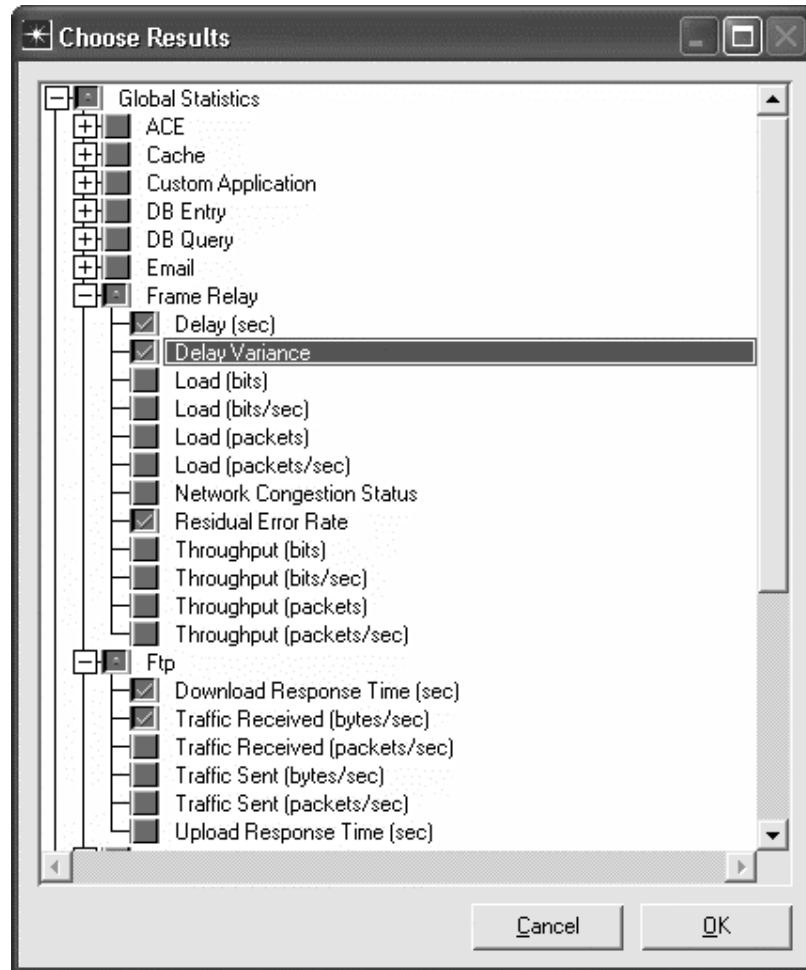 Choose Results
Global Statistics
ACE
Cache
Custom Application
DB Entry
DB Query
Email
Frame Relay
Delay (sec)
Delay Variance
Load (bits)
Load (bits/sec)
Load (packets)
Load (packets/sec)
Network Congestion Status
Residual Error Rate
Throughput (bits)
Throughput (bits/sec)
Throughput (packets)
Throughput (packets/sec)
Ftp
Download Response Time (sec)
Traffic Received (bytes/sec)
Traffic Received (packets/sec)
Traffic Sent (bytes/sec)
Traffic Sent (packets/sec)
Upload Response Time (sec)
Cancel OK